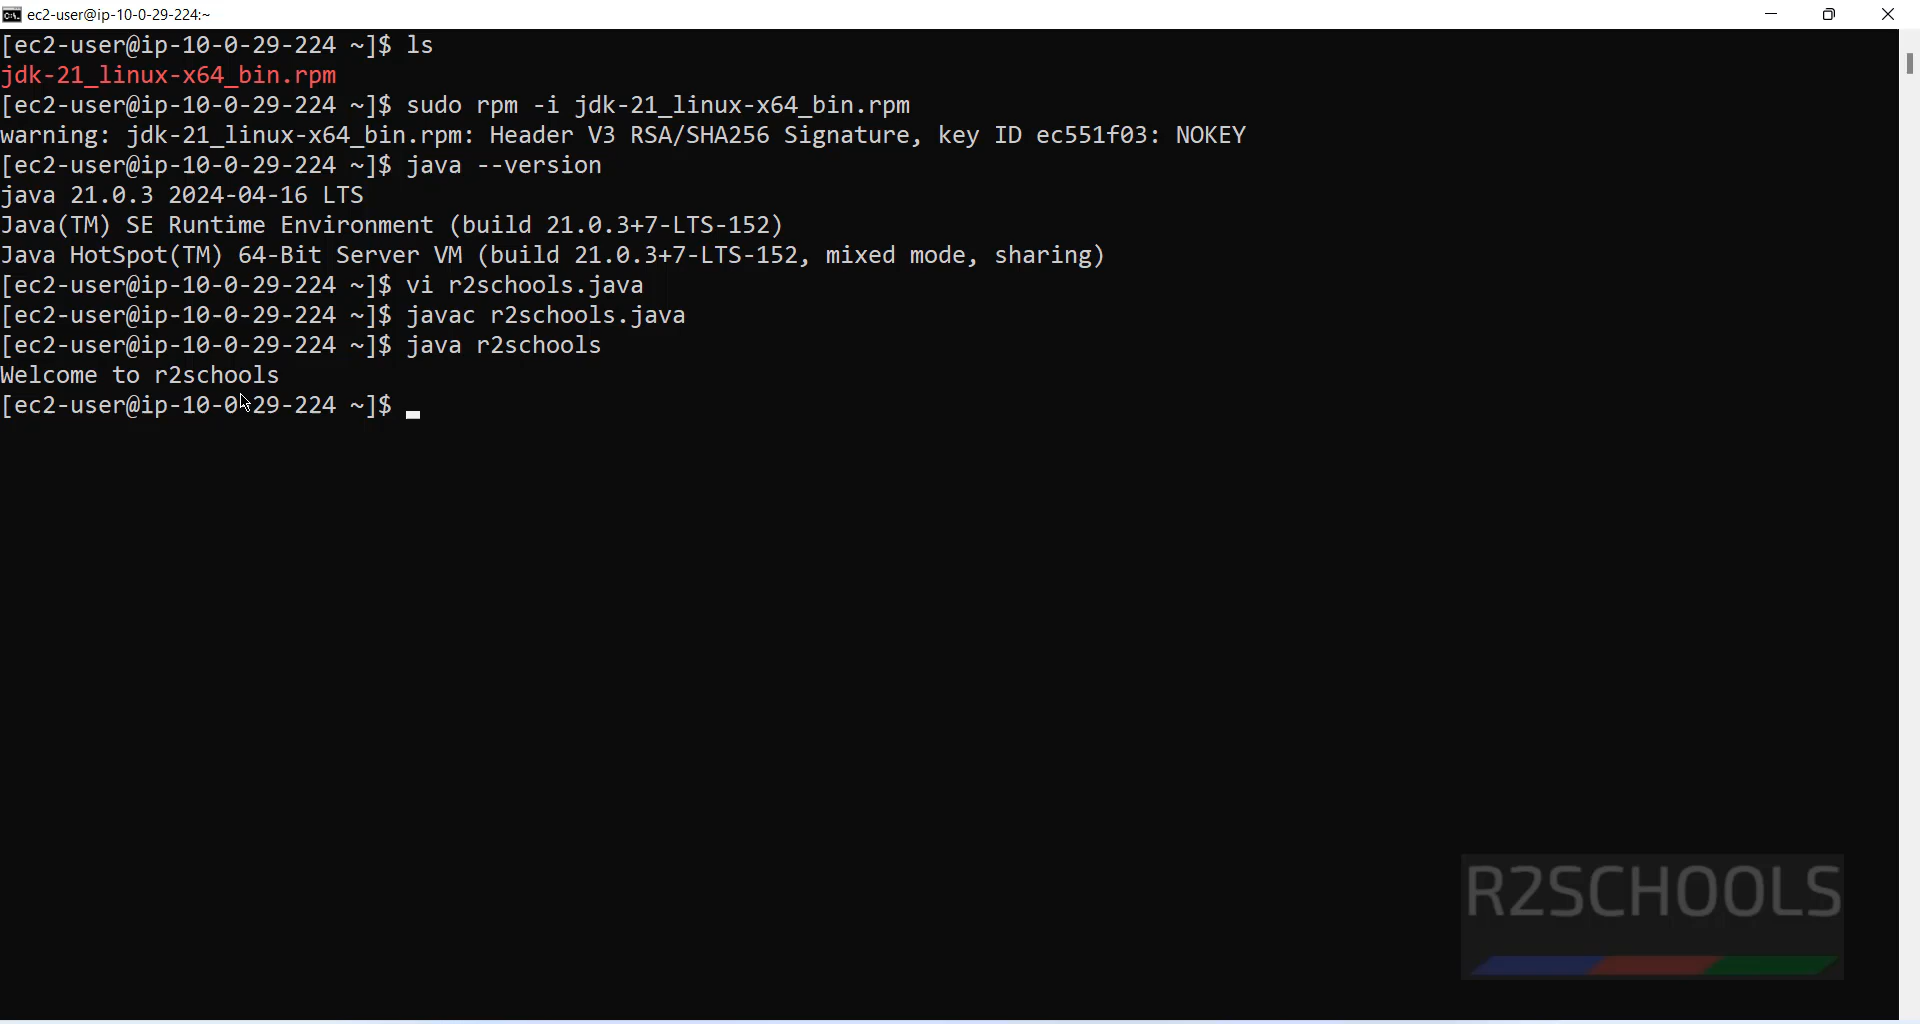 ec2-user@ip-10-0-29-224:~
[ec2-user@ip-10-0-29-224 ~]$ ls
jdk-21_linux-x64_bin.rpm
[ec2-user@ip-10-0-29-224 ~]$ sudo rpm -i jdk-21_linux-x64_bin.rpm
warning: jdk-21_linux-x64_bin.rpm: Header V3 RSA/SHA256 Signature, key ID ec551f03: NOKEY
[ec2-user@ip-10-0-29-224 ~]$ java --version
java 21.0.3 2024-04-16 LTS
Java(TM) SE Runtime Environment (build 21.0.3+7-LTS-152)
Java HotSpot(TM) 64-Bit Server VM (build 21.0.3+7-LTS-152, mixed mode, sharing)
[ec2-user@ip-10-0-29-224 ~]$ vi r2schools.java
[ec2-user@ip-10-0-29-224 ~]$ javac r2schools.java
[ec2-user@ip-10-0-29-224 ~]$ java r2schools
Welcome to r2schools
[ec2-user@ip-10-0-29-224 ~]$
R2SCHOOLS